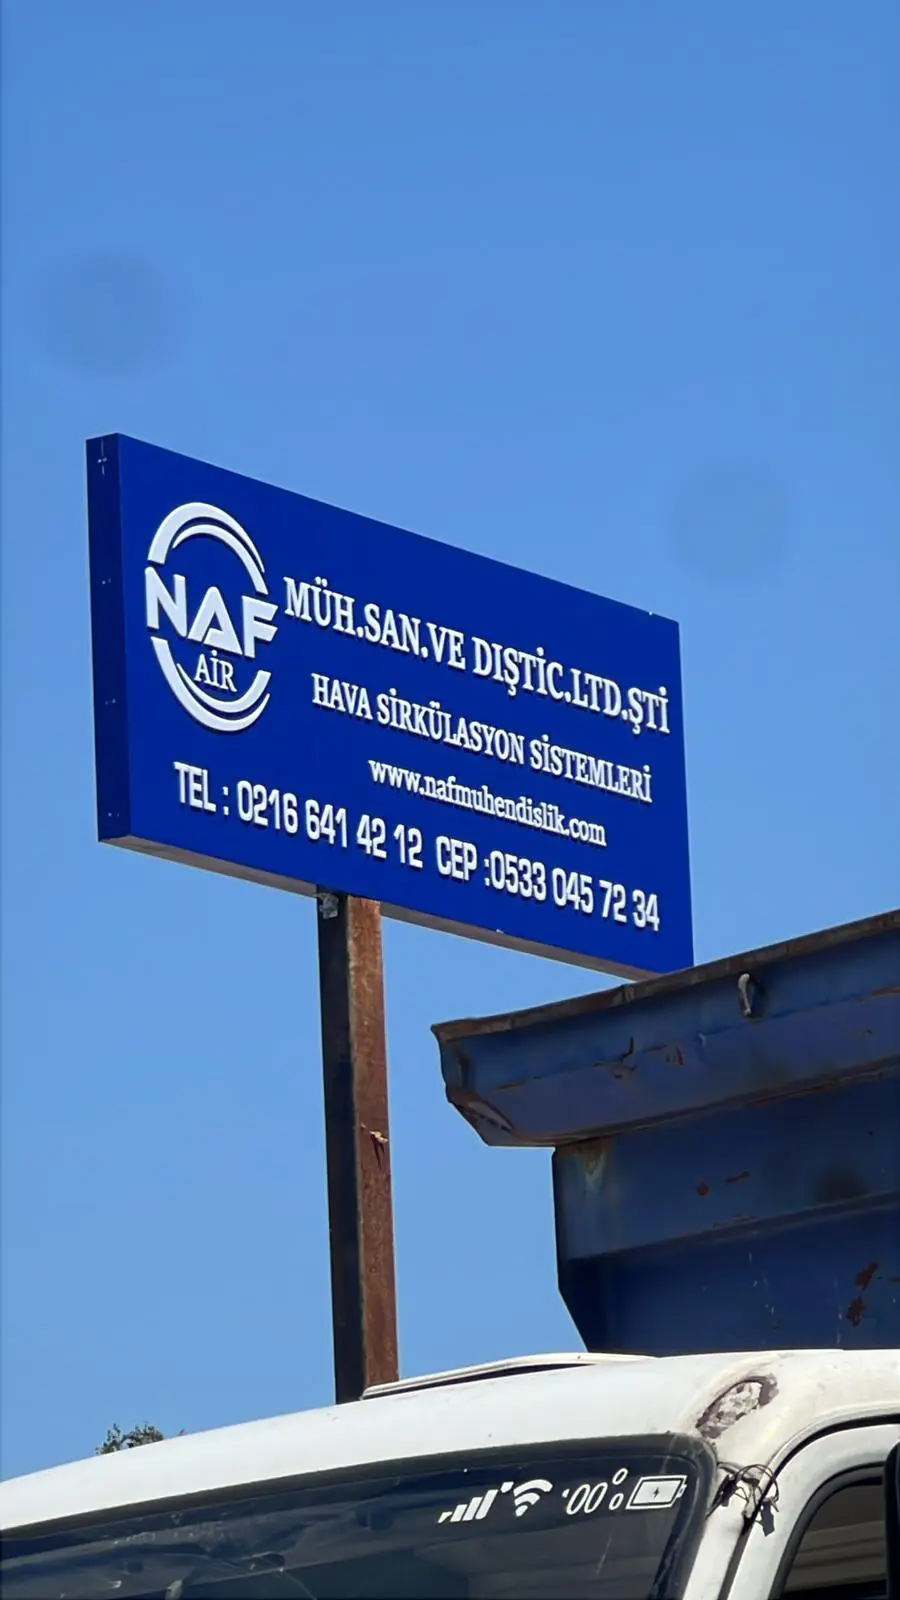 NAF
AİR
MÜH.SAN.VE DIŞTİC.LTD.ŞTİ
HAVA SİRKÜLASYON SİSTEMLERİ
www.nafmuhendislik.com
TEL : 0216 641 42 12 CEP :0533 045 72 34